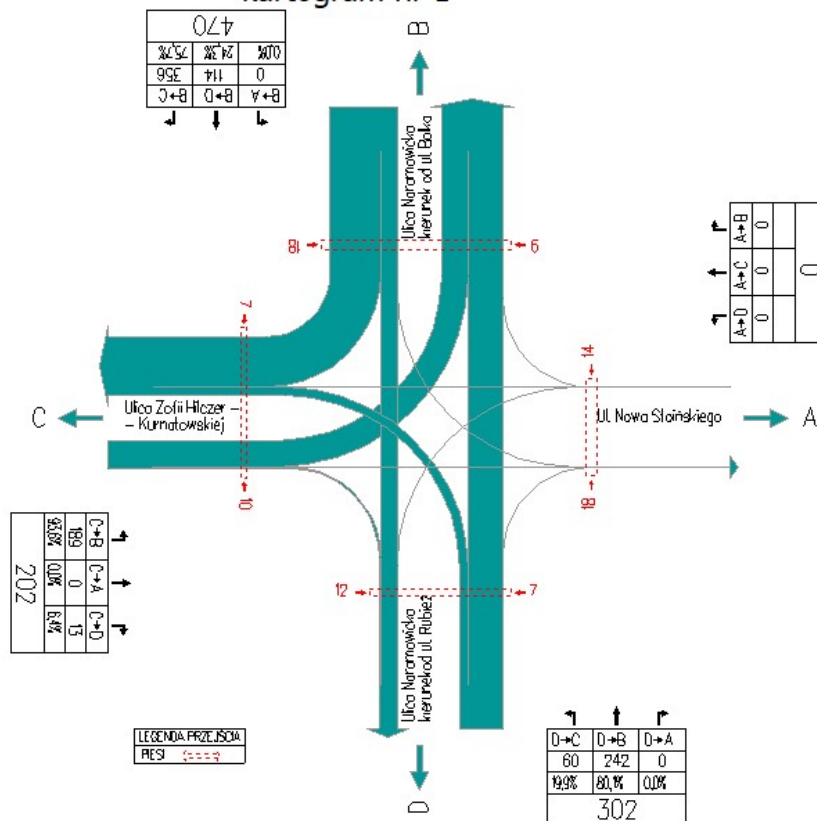 470
0,0% 24,3% 75,7%
0 114 356
B→A B→D B→C
B
Ulica Naramowicka
kierunek od ul. Bolka
18
6
A→B 0
A→C 0
A→D 0
0
7
14
C
Ulica Zofii Hilczer –
– Kurnatowskiej
Ul. Nowa Stoińskiego
A
10
18
C→B 189 93,6%
C→A 0 0,0%
C→D 13 6,4%
202
12
7
Ulica Naramowicka
kierunek od ul. Rubież
LEGENDA PRZEJŚCIA
PIESI
D
D→C D→B D→A
60 242 0
19,9% 80,1% 0,0%
302